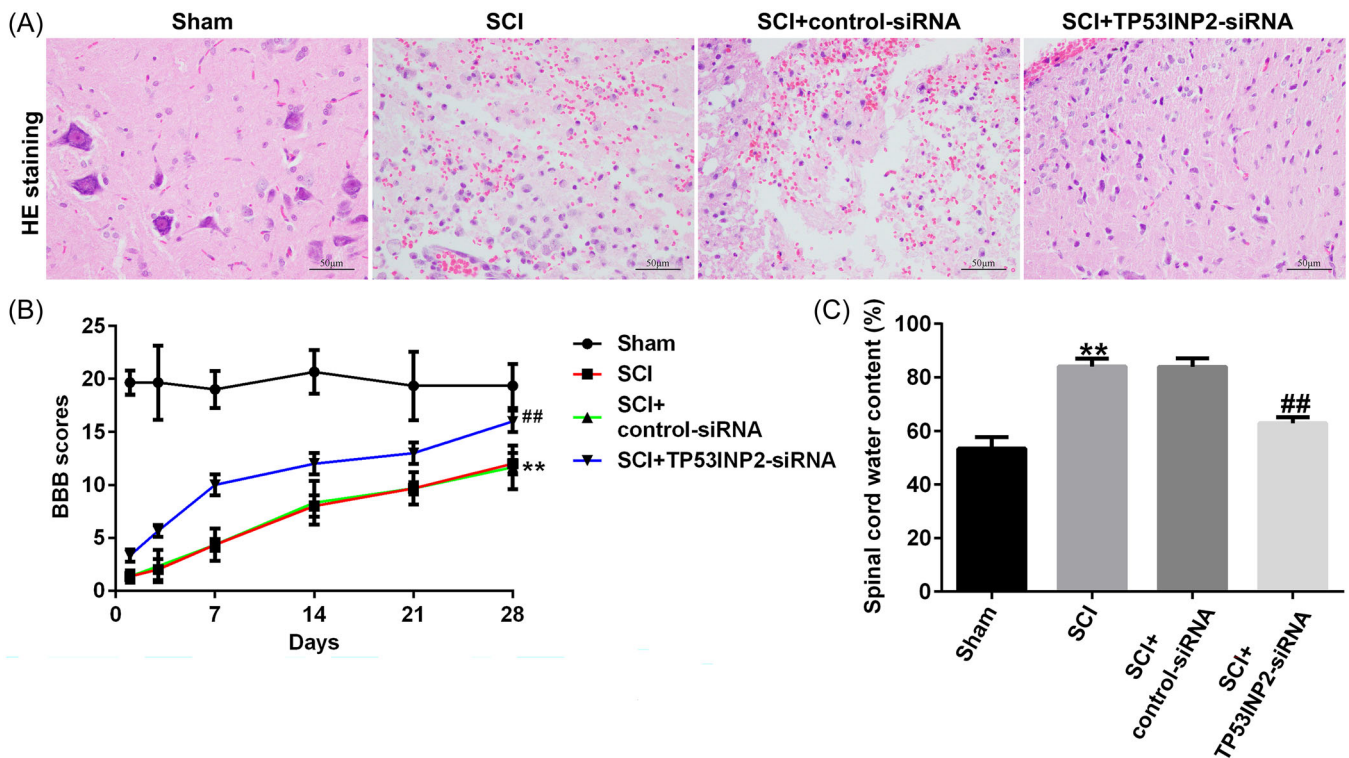 (A)
Sham
SCI
SCI+control-siRNA
SCI+TP53INP2-siRNA
HE staining
50μm
50μm
50μm
50μm
(B)
25
20
15
10
5
0
BBB scores
0
7
14
21
28
Days
##
**
Sham
SCI
SCI+
control-siRNA
SCI+TP53INP2-siRNA
(C)
100
80
60
40
20
0
Spinal cord water content (%)
**
##
Sham
SCI
SCI+
control-siRNA
SCI+
TP53INP2-siRNA